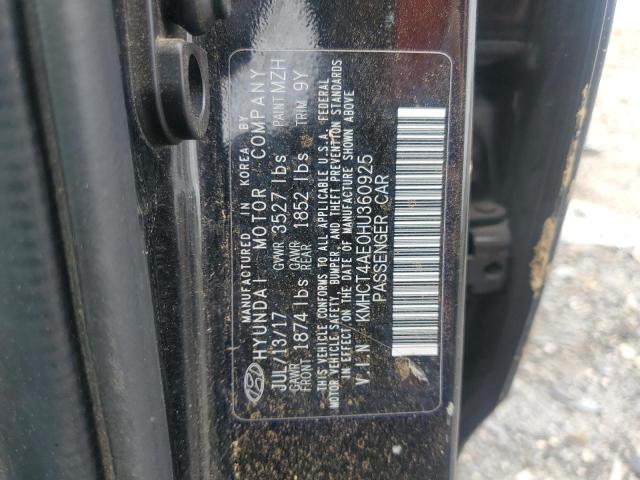 MANUFACTURED IN KOREA BY
HYUNDAI MOTOR COMPANY
JUL/13/17 GVWR 3527 lbs PAINT MZH
GAWR FRONT 1874 lbs GAWR REAR 1852 lbs TRIM 9Y
THIS VEHICLE CONFORMS TO ALL APPLICABLE U.S.A. FEDERAL
MOTOR VEHICLE SAFETY, BUMPER, AND THEFT PREVENTION STANDARDS
IN EFFECT ON THE DATE OF MANUFACTURE SHOWN ABOVE
V.I.N KMHCT4AE0HU360925
PASSENGER CAR